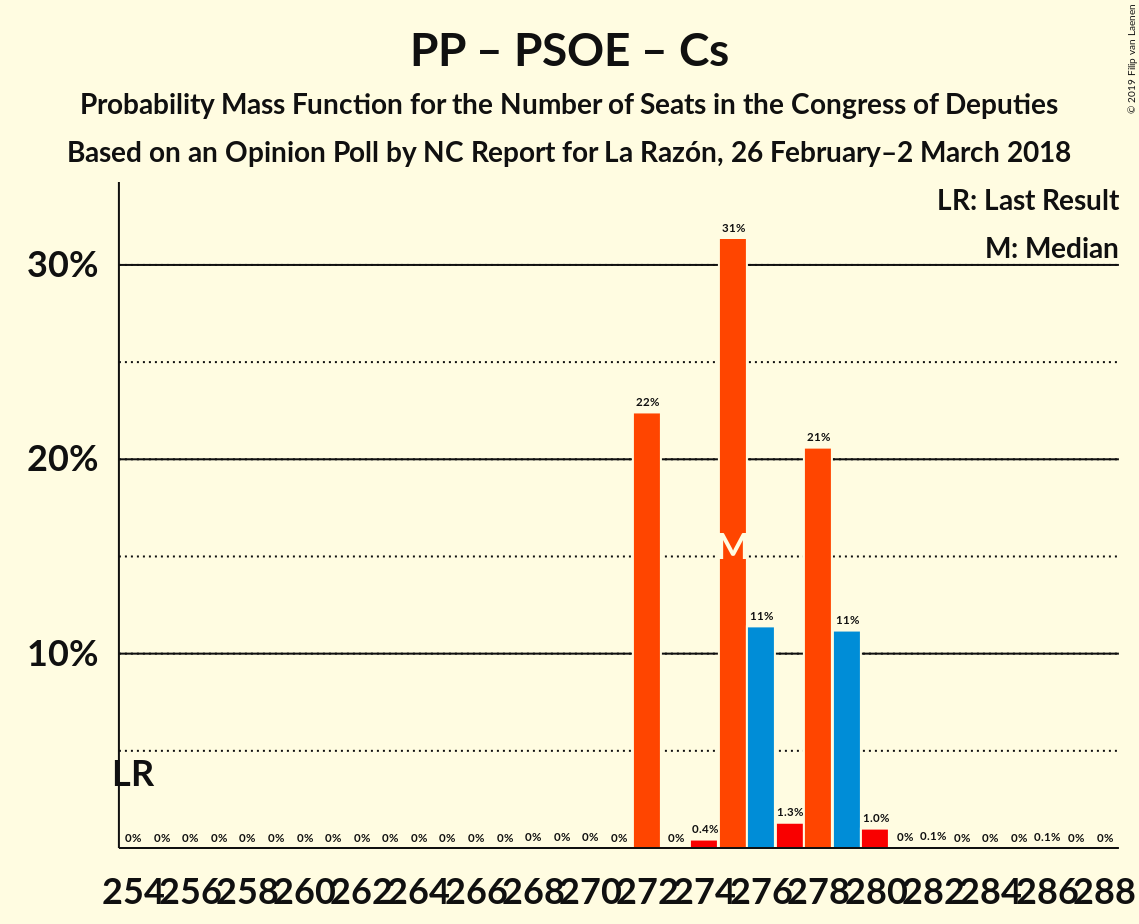 PP – PSOE – Cs
Probability Mass Function for the Number of Seats in the Congress of Deputies
Based on an Opinion Poll by NC Report for La Razón, 26 February–2 March 2018
© 2019 Filip van Laenen
LR: Last Result
M: Median
31%
30%
22%
21%
20%
M
11%
11%
10%
LR
0% 0% 0% 0% 0% 0% 0% 0% 0% 0% 0% 0% 0% 0% 0% 0% 0% 0% 0% 0.4% 1.3% 1.0% 0% 0.1% 0% 0% 0% 0.1% 0% 0%
254 256 258 260 262 264 266 268 270 272 274 276 278 280 282 284 286 288